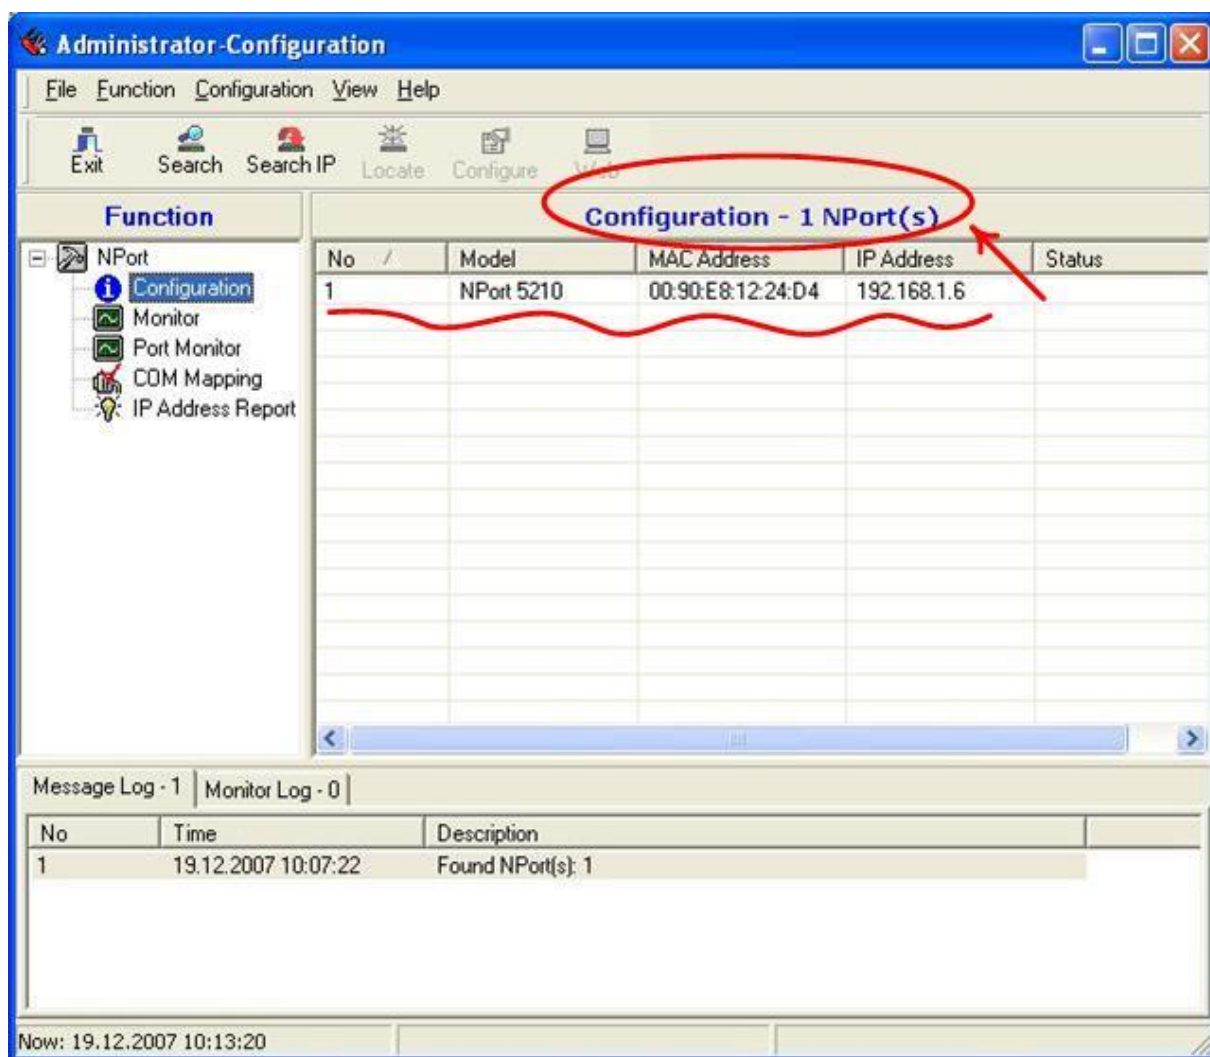 Administrator-Configuration
File Function Configuration View Help
Exit Search Search IP Locate Configure Web
Function
Configuration - 1 NPort(s)
NPort
Configuration
Monitor
Port Monitor
COM Mapping
IP Address Report
No / Model MAC Address IP Address Status
1 NPort 5210 00:90:E8:12:24:D4 192.168.1.6
Message Log - 1 Monitor Log - 0
No Time Description
1 19.12.2007 10:07:22 Found NPort(s): 1
Now: 19.12.2007 10:13:20